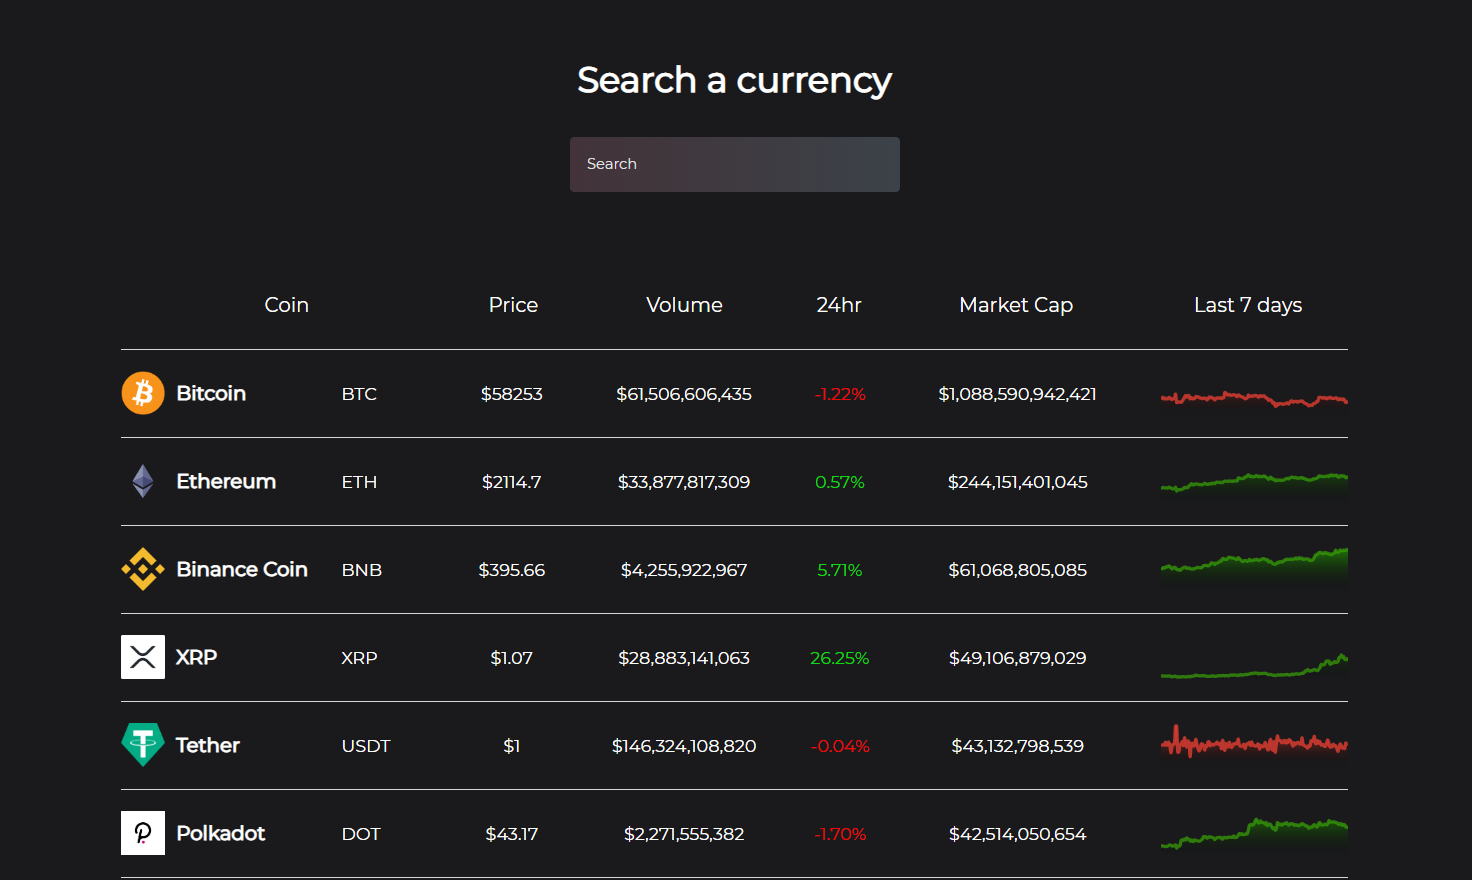 Search a currency
Search
Coin Price Volume 24hr Market Cap Last 7 days
Bitcoin BTC $58253 $61,506,606,435 -1.22% $1,088,590,942,421
Ethereum ETH $2114.7 $33,877,817,309 0.57% $244,151,401,045
Binance Coin BNB $395.66 $4,255,922,967 5.71% $61,068,805,085
XRP XRP $1.07 $28,883,141,063 26.25% $49,106,879,029
Tether USDT $1 $146,324,108,820 -0.04% $43,132,798,539
Polkadot DOT $43.17 $2,271,555,382 -1.70% $42,514,050,654